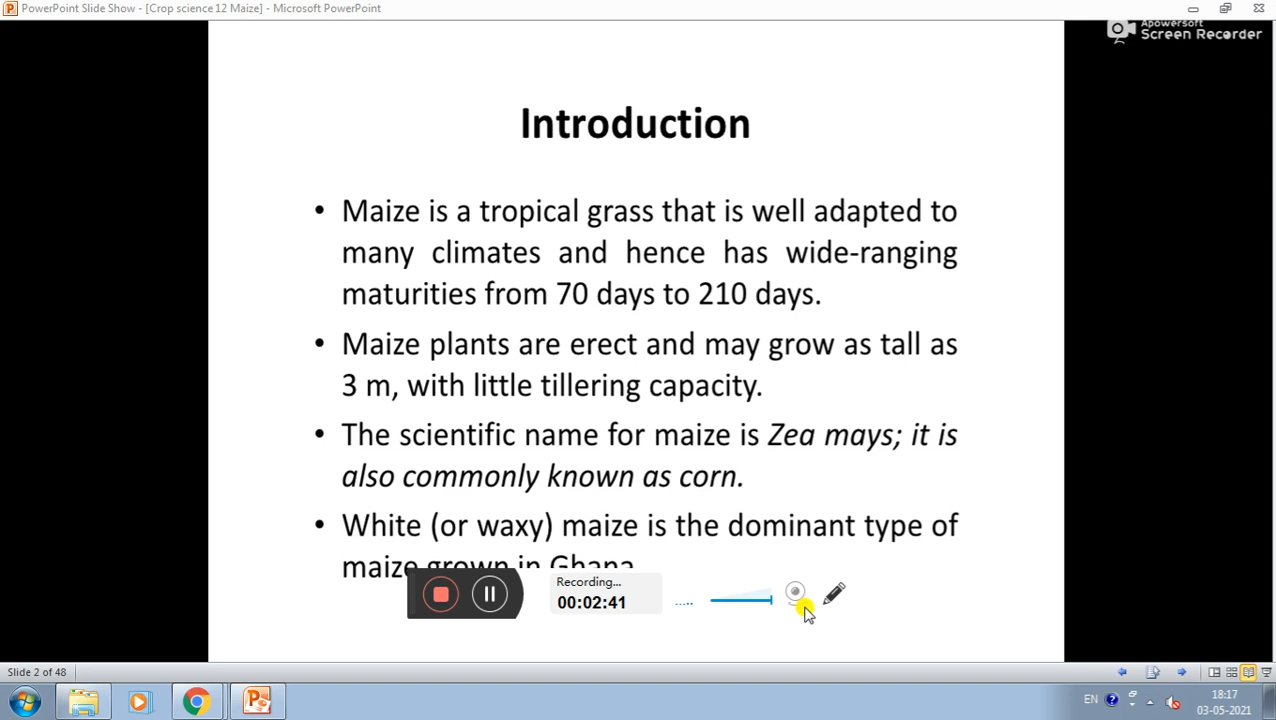 PowerPoint Slide Show - [Crop science 12 Maize] - Microsoft PowerPoint
Apowersoft
Screen Recorder
Introduction
• Maize is a tropical grass that is well adapted to
many climates and hence has wide-ranging
maturities from 70 days to 210 days.
• Maize plants are erect and may grow as tall as
3 m, with little tillering capacity.
• The scientific name for maize is Zea mays; it is
also commonly known as corn.
• White (or waxy) maize is the dominant type of
maize grown in Ghana
Recording...
00:02:41
Slide 2 of 48
EN
18:17
03-05-2021